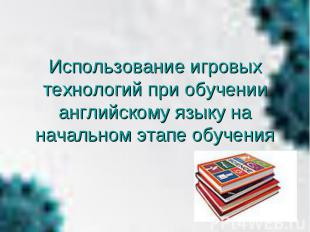 Использование игровых
технологий при обучении
английскому языку на
начальном этапе обучения